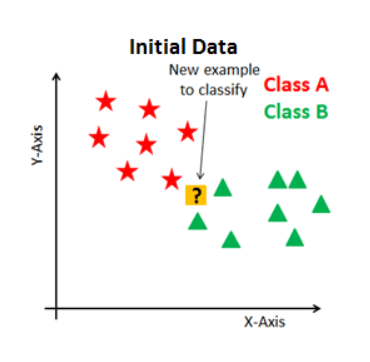 Initial Data
New example
to classify
Class A
Class B
Y-Axis
?
X-Axis